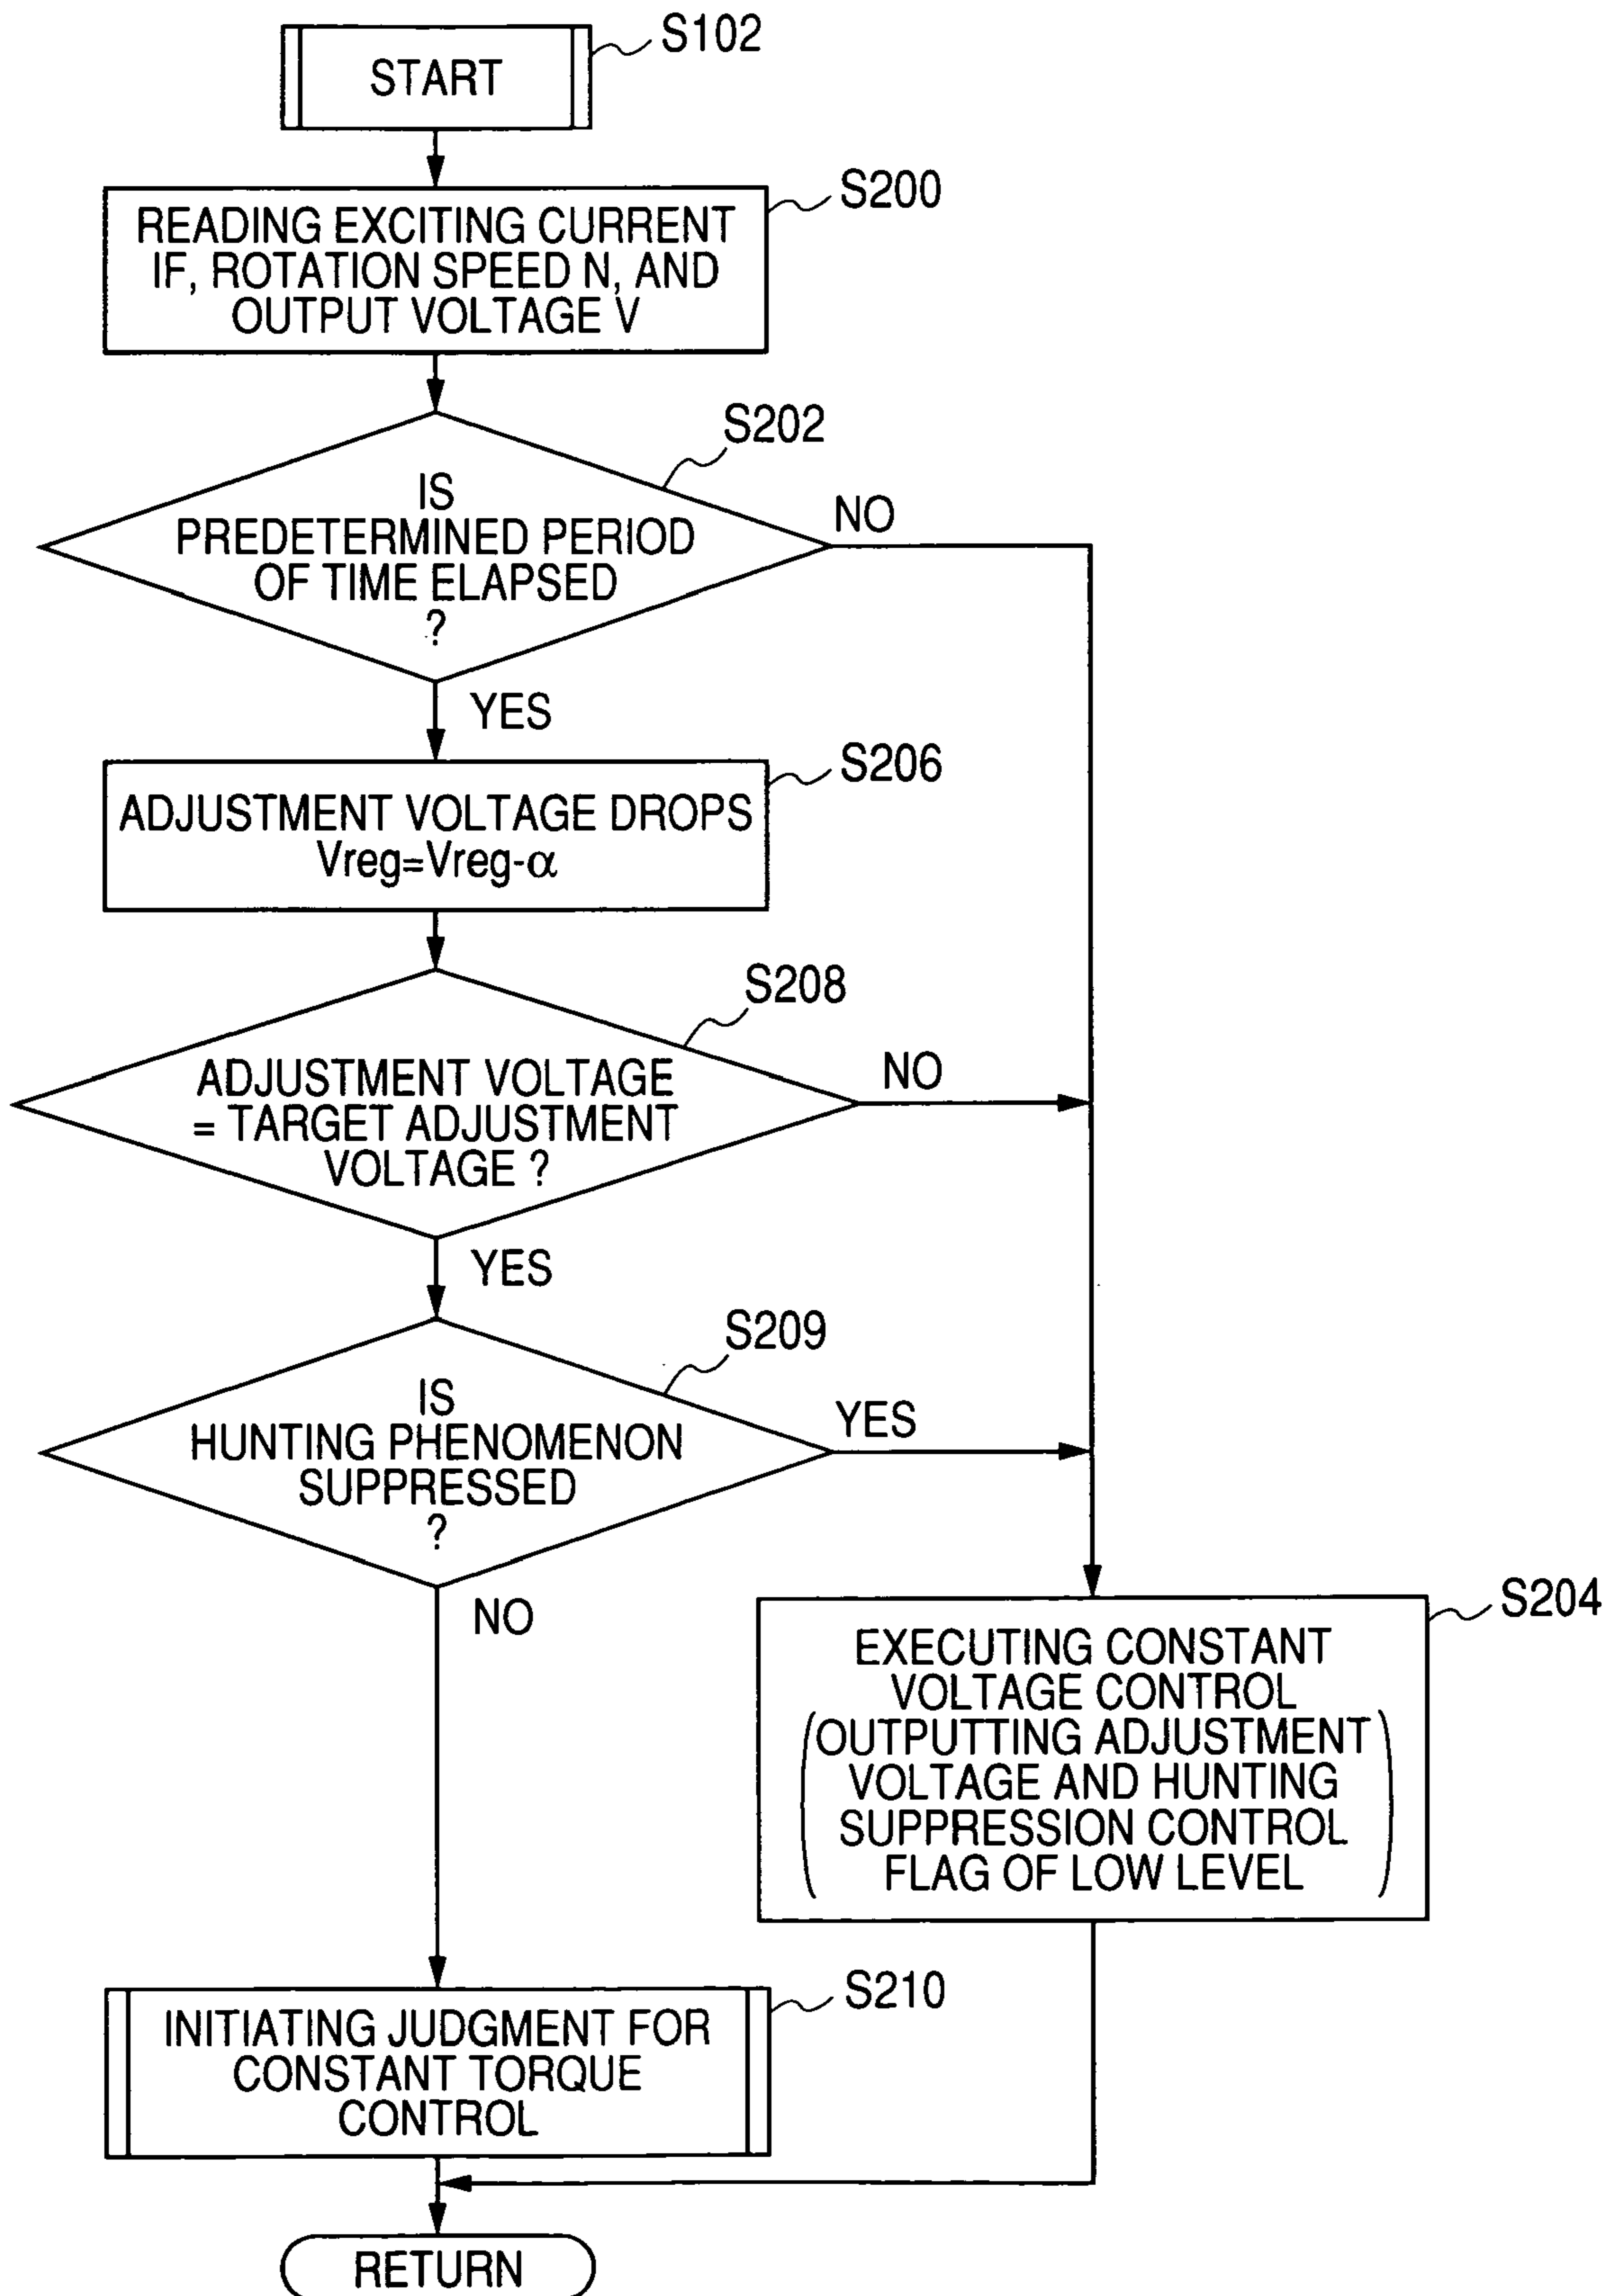 S102
START
S200
READING EXCITING CURRENT
IF, ROTATION SPEED N, AND
OUTPUT VOLTAGE V
S202
IS
PREDETERMINED PERIOD
OF TIME ELAPSED
?
NO
YES
S206
ADJUSTMENT VOLTAGE DROPS
Vreg=Vreg-α
S208
ADJUSTMENT VOLTAGE
= TARGET ADJUSTMENT
VOLTAGE ?
NO
YES
S209
IS
HUNTING PHENOMENON
SUPPRESSED
?
YES
NO
S204
EXECUTING CONSTANT
VOLTAGE CONTROL
(OUTPUTTING ADJUSTMENT
VOLTAGE AND HUNTING
SUPPRESSION CONTROL
FLAG OF LOW LEVEL)
S210
INITIATING JUDGMENT FOR
CONSTANT TORQUE
CONTROL
RETURN